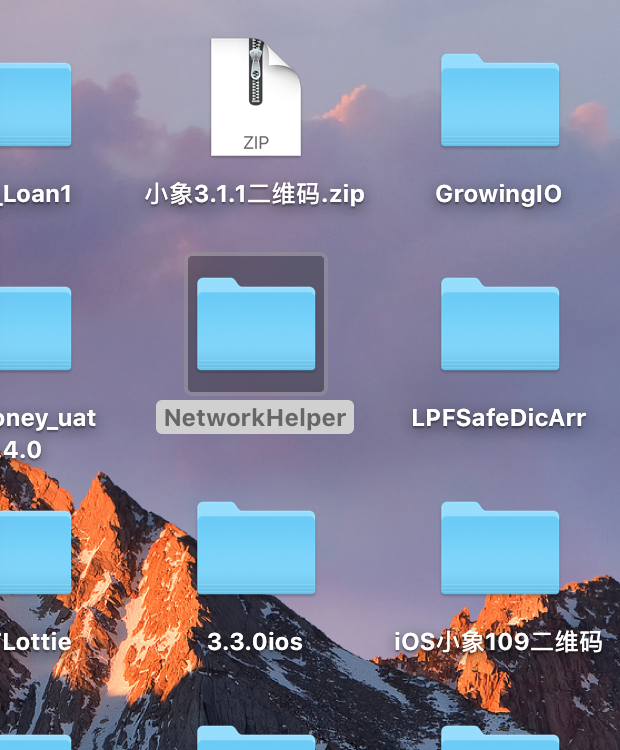 ZIP
_Loan1
小象3.1.1二维码.zip
GrowingIO
oney_uat
.4.0
NetworkHelper
LPFSafeDicArr
Lottie
3.3.0ios
iOS小象109二维码